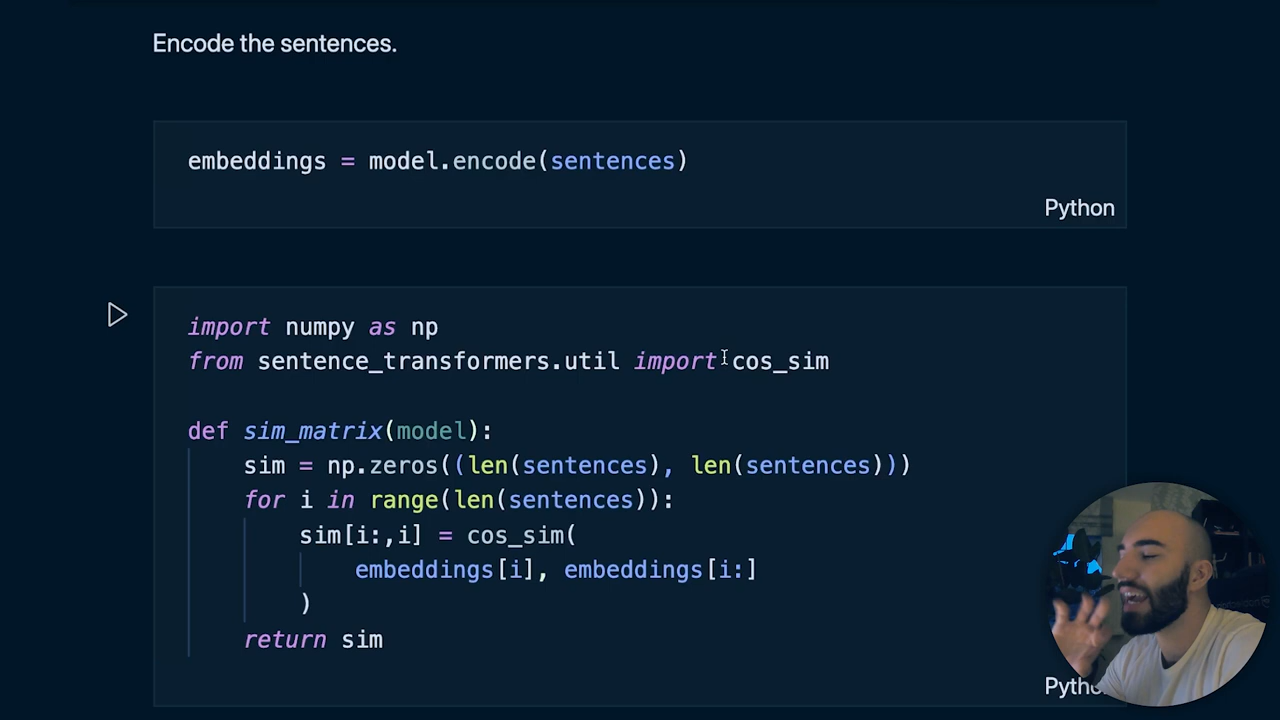 Encode the sentences.
embeddings = model.encode(sentences)
Python
import numpy as np
from sentence_transformers.util import cos_sim
def sim_matrix(model):
sim = np.zeros((len(sentences), len(sentences)))
for i in range(len(sentences)):
sim[i:,i] = cos_sim(
embeddings[i], embeddings[i:]
)
return sim